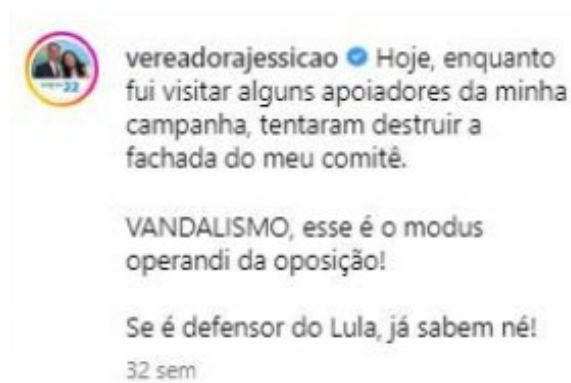 vereadorajessicao Hoje, enquanto
fui visitar alguns apoiadores da minha
campanha, tentaram destruir a
fachada do meu comitê.
VANDALISMO, esse é o modus
operandi da oposição!
Se é defensor do Lula, já sabem né!
32 sem